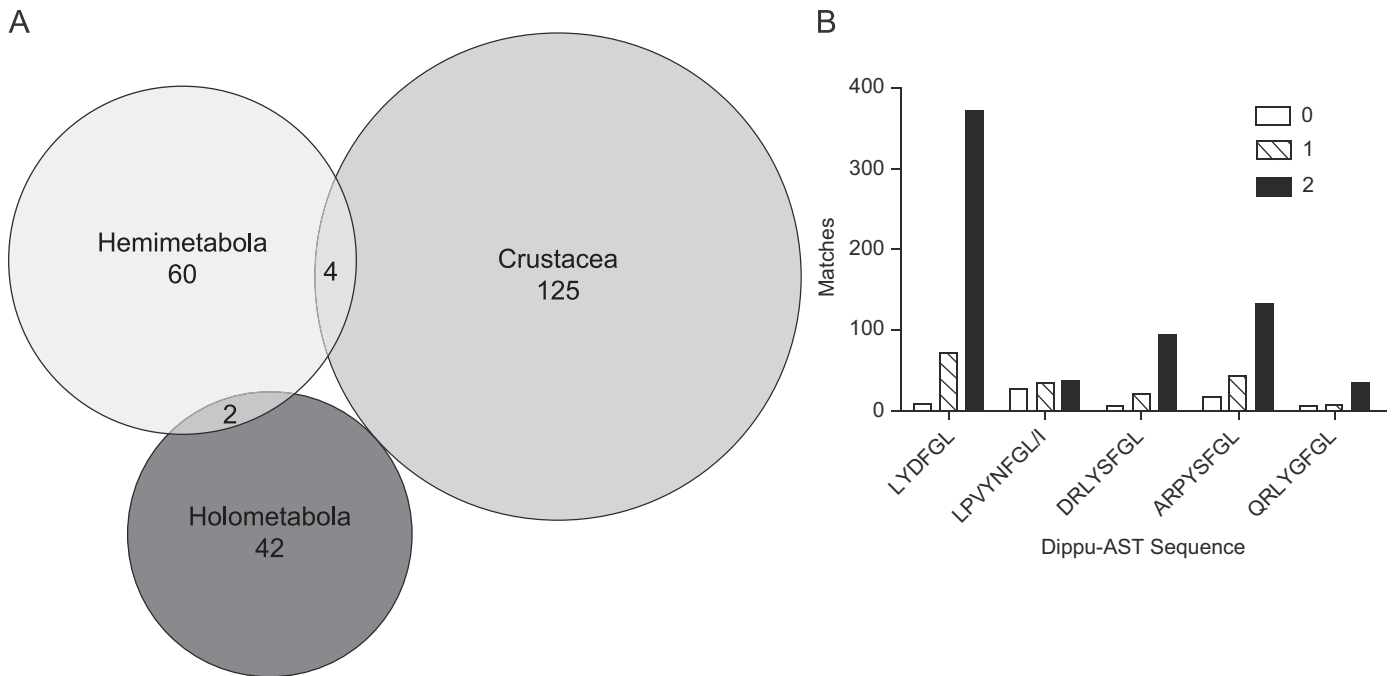 A
Hemimetabola
60
4
Crustacea
125
2
Holometabola
42
B
400
300
200
100
0
Matches
0
1
2
LYDFGL
LPVYNFGL/I
DRLYSFGL
ARPYSFGL
QRLYGFGL
Dippu-AST Sequence